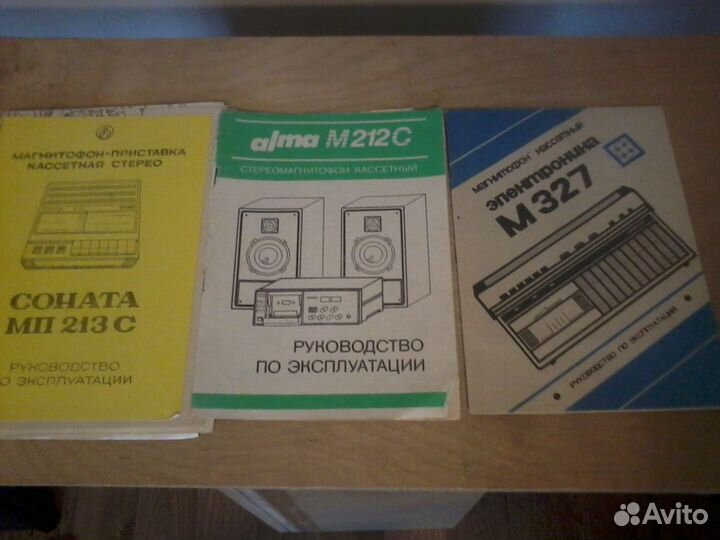 МАГНИТОФОН-ПРИСТАВКА
КАССЕТНАЯ СТЕРЕО
СОНАТА
МП 213 С
РУКОВОДСТВО
ПО ЭКСПЛУАТАЦИИ
alma М212С
СТЕРЕОМАГНИТОФОН КАССЕТНЫЙ
РУКОВОДСТВО
ПО ЭКСПЛУАТАЦИИ
магнитофон кассетный
электроника
М327
РУКОВОДСТВО ПО ЭКСПЛУАТАЦИИ
Avito